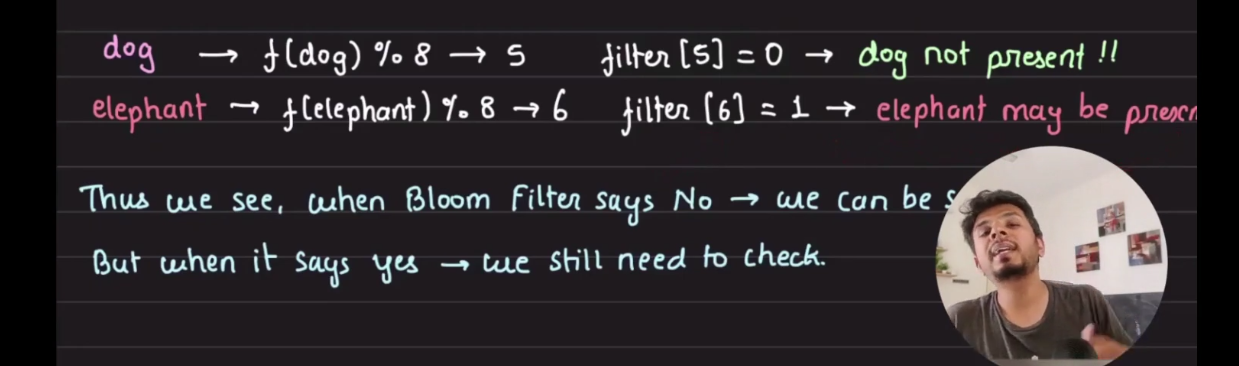 dog → f(dog) % 8 → 5 filter [5] = 0 → dog not present !!
elephant → f(elephant) % 8 → 6 filter [6] = 1 → elephant may be
Thus we see, when Bloom Filter says No → we can be
But when it says yes → we still need to check.